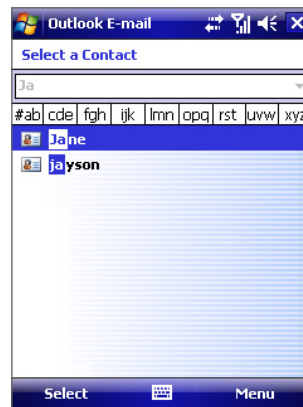 Outlook E-mail
Select a Contact
Ja
#ab cde fgh ijk lmn opq rst uvw xyz
Jane
jayson
Select Menu